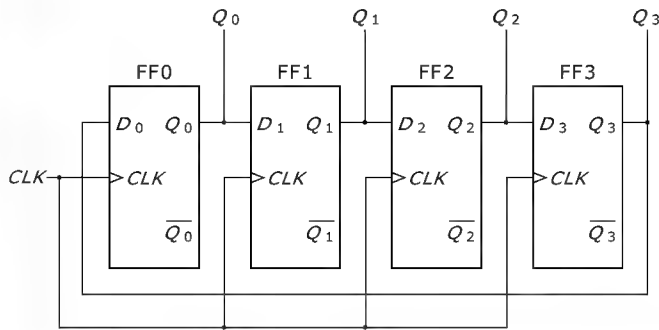 Q0 Q1 Q2 Q3
FF0 FF1 FF2 FF3
D0 Q0 D1 Q1 D2 Q2 D3 Q3
CLK CLK CLK CLK CLK
Q̅0̅ Q̅1̅ Q̅2̅ Q̅3̅